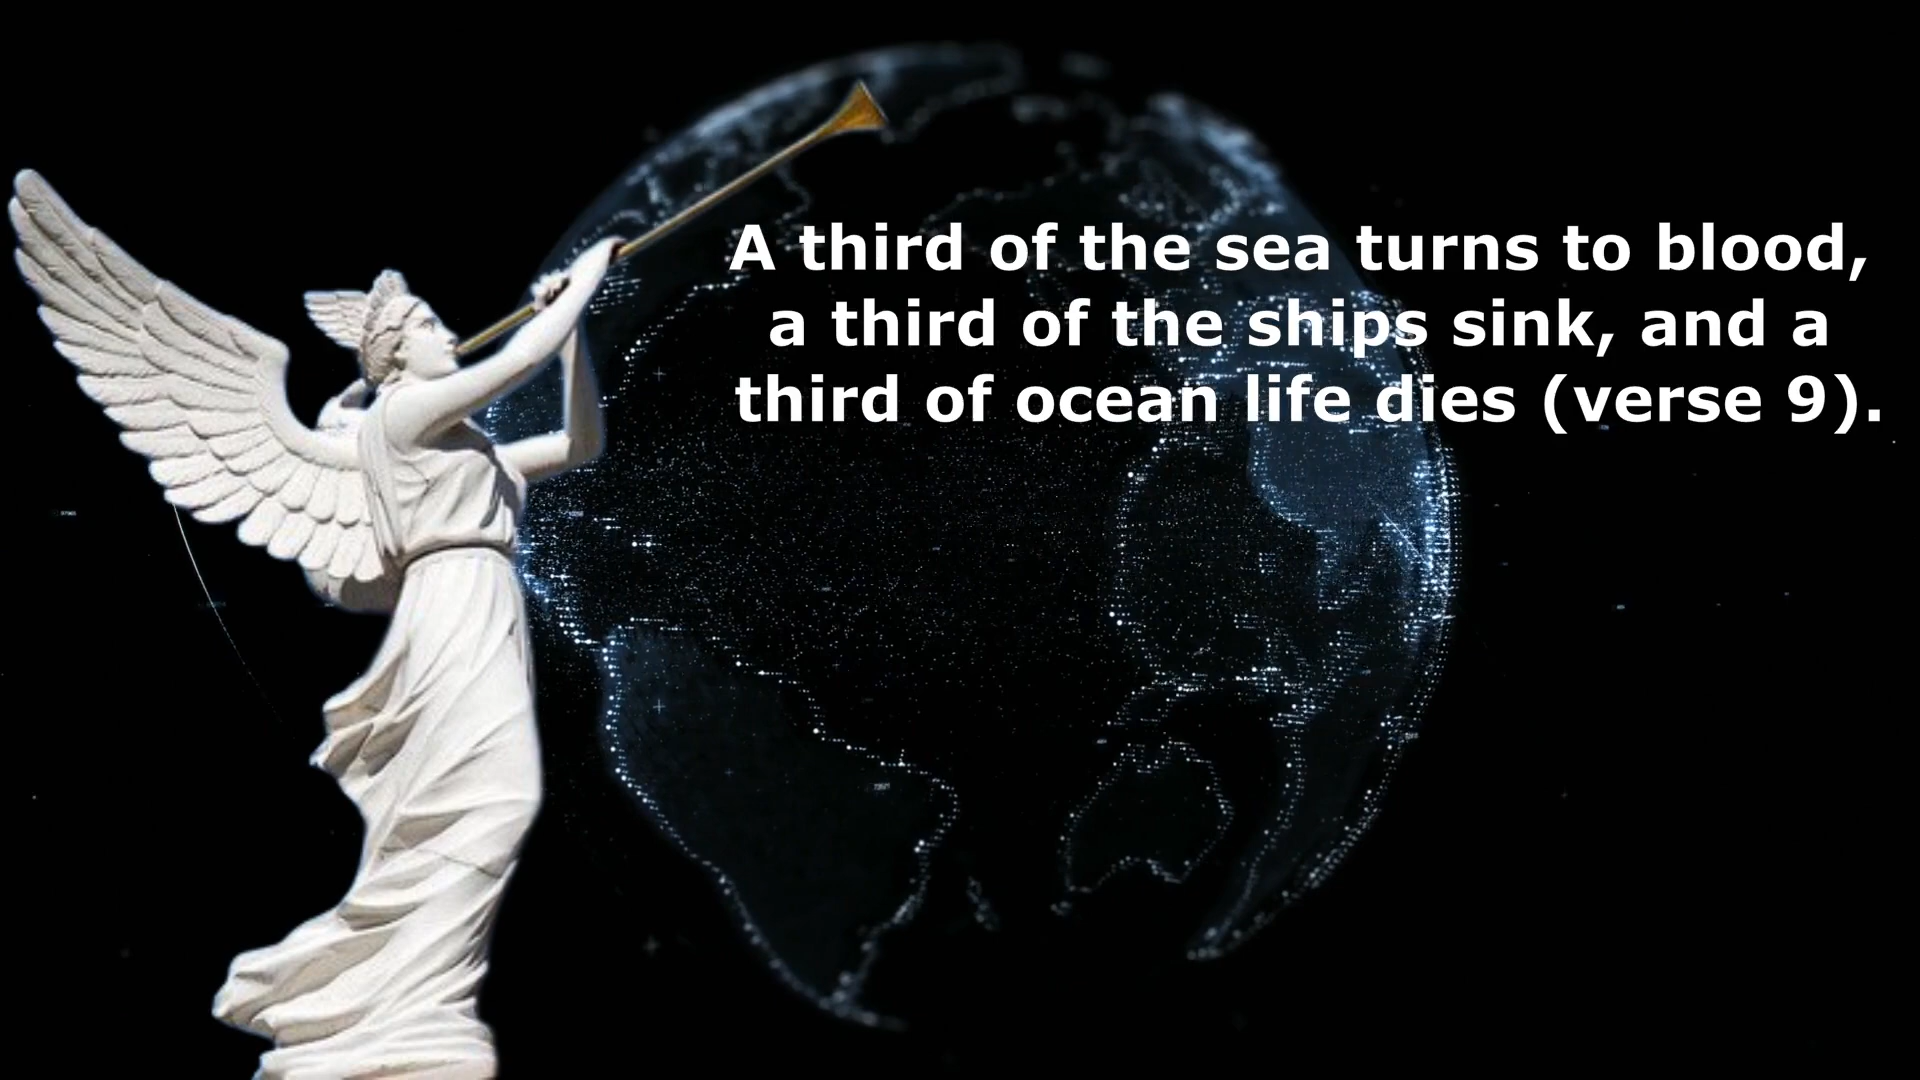 A third of the sea turns to blood,
a third of the ships sink, and a
third of ocean life dies (verse 9).